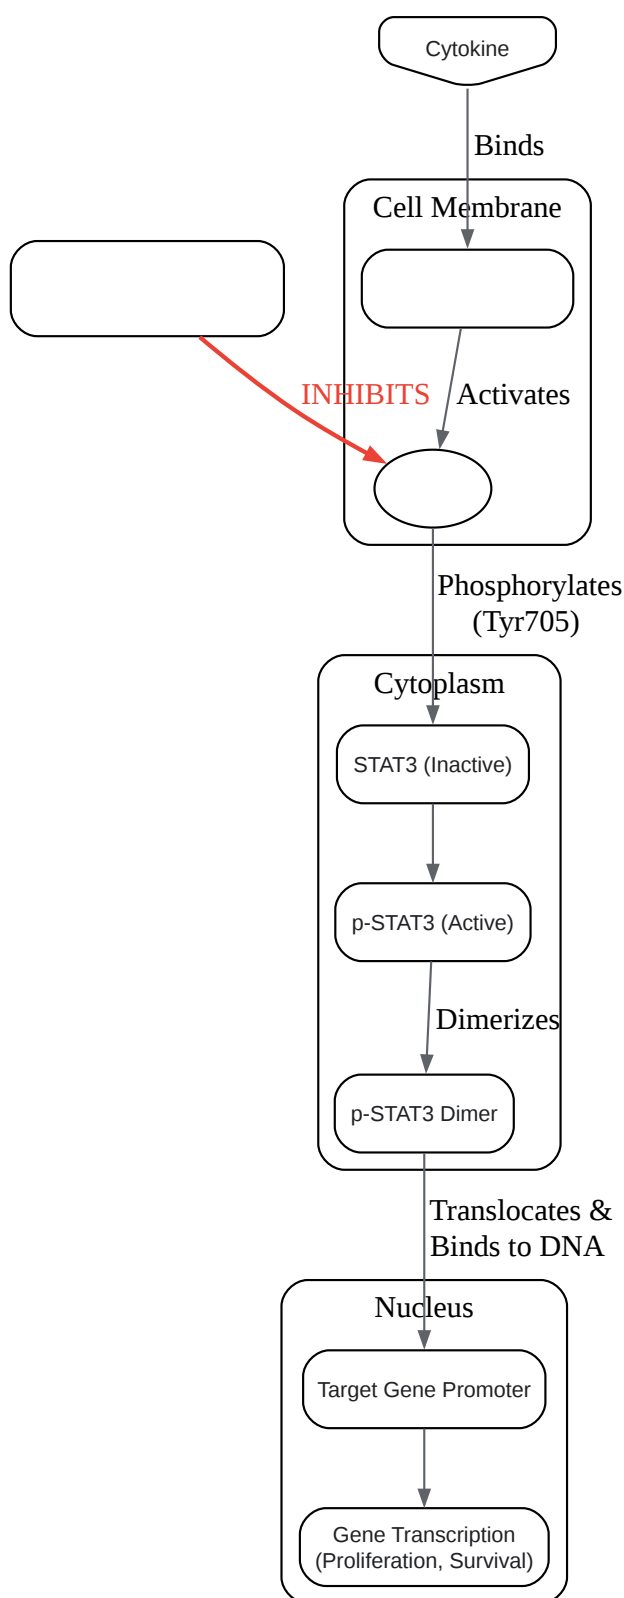 Cytokine
Binds
Cell Membrane
INHIBITS
Activates
Phosphorylates
(Tyr705)
Cytoplasm
STAT3 (Inactive)
p-STAT3 (Active)
Dimerizes
p-STAT3 Dimer
Translocates &
Binds to DNA
Nucleus
Target Gene Promoter
Gene Transcription
(Proliferation, Survival)